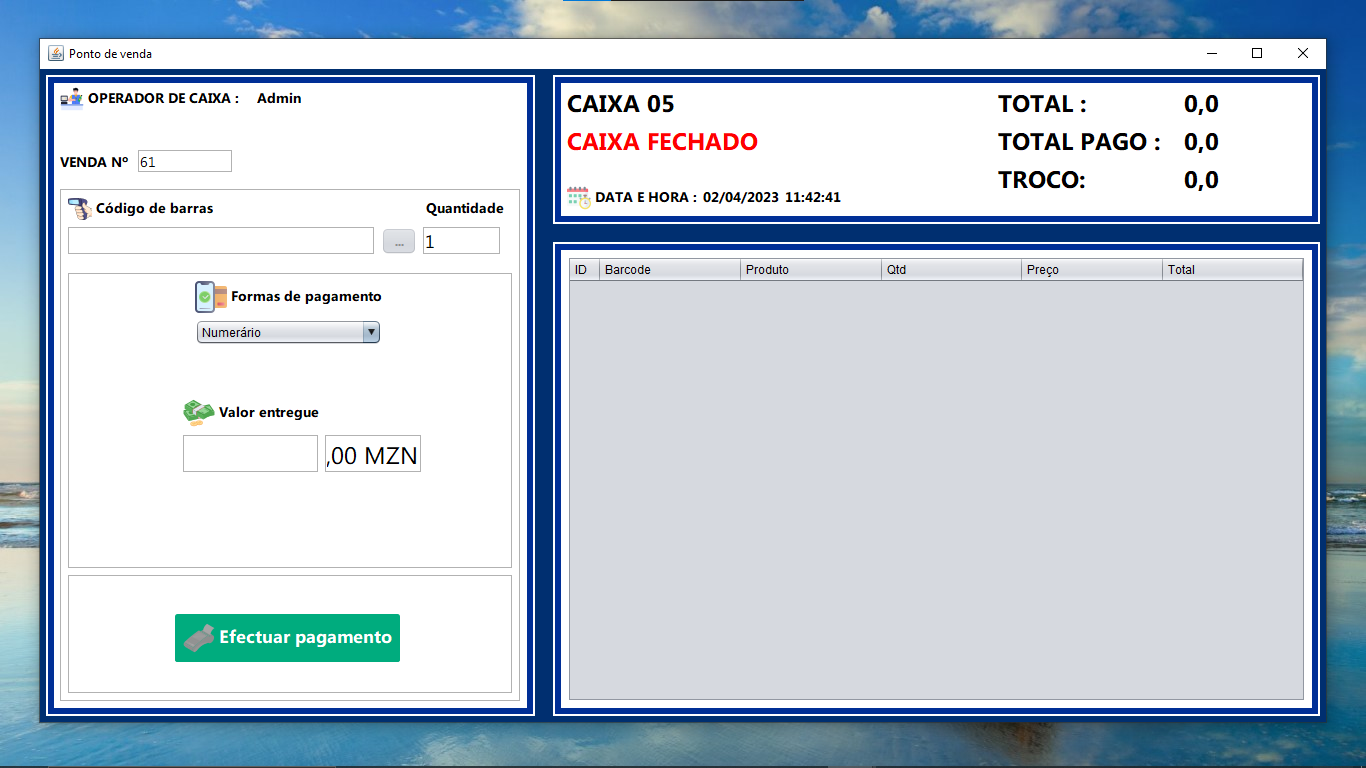 Ponto de venda
OPERADOR DE CAIXA : Admin
VENDA Nº 61
Código de barras Quantidade
... 1
Formas de pagamento
Numerário
Valor entregue
,00 MZN
Efectuar pagamento
CAIXA 05
CAIXA FECHADO
DATA E HORA : 02/04/2023 11:42:41
TOTAL : 0,0
TOTAL PAGO : 0,0
TROCO: 0,0
ID Barcode Produto Qtd Preço Total